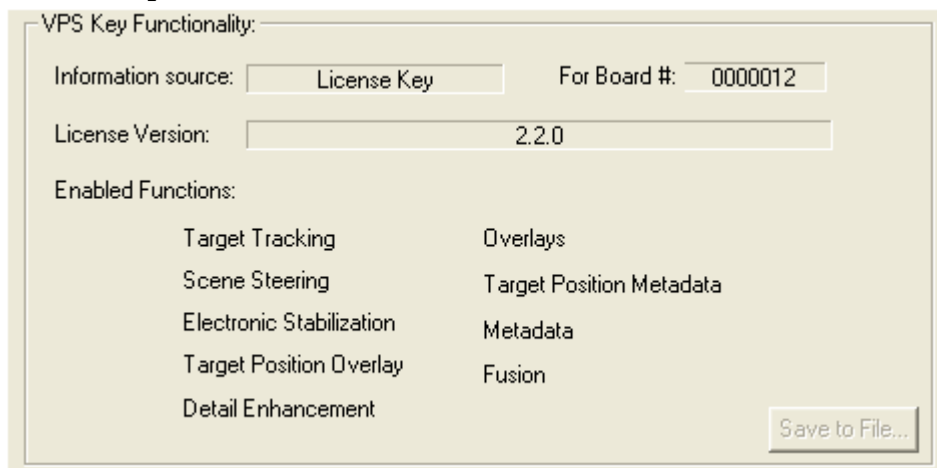 VPS Key Functionality:
Information source: License Key For Board #: 0000012
License Version: 2.2.0
Enabled Functions:
Target Tracking Overlays
Scene Steering Target Position Metadata
Electronic Stabilization Metadata
Target Position Overlay Fusion
Detail Enhancement
Save to File...